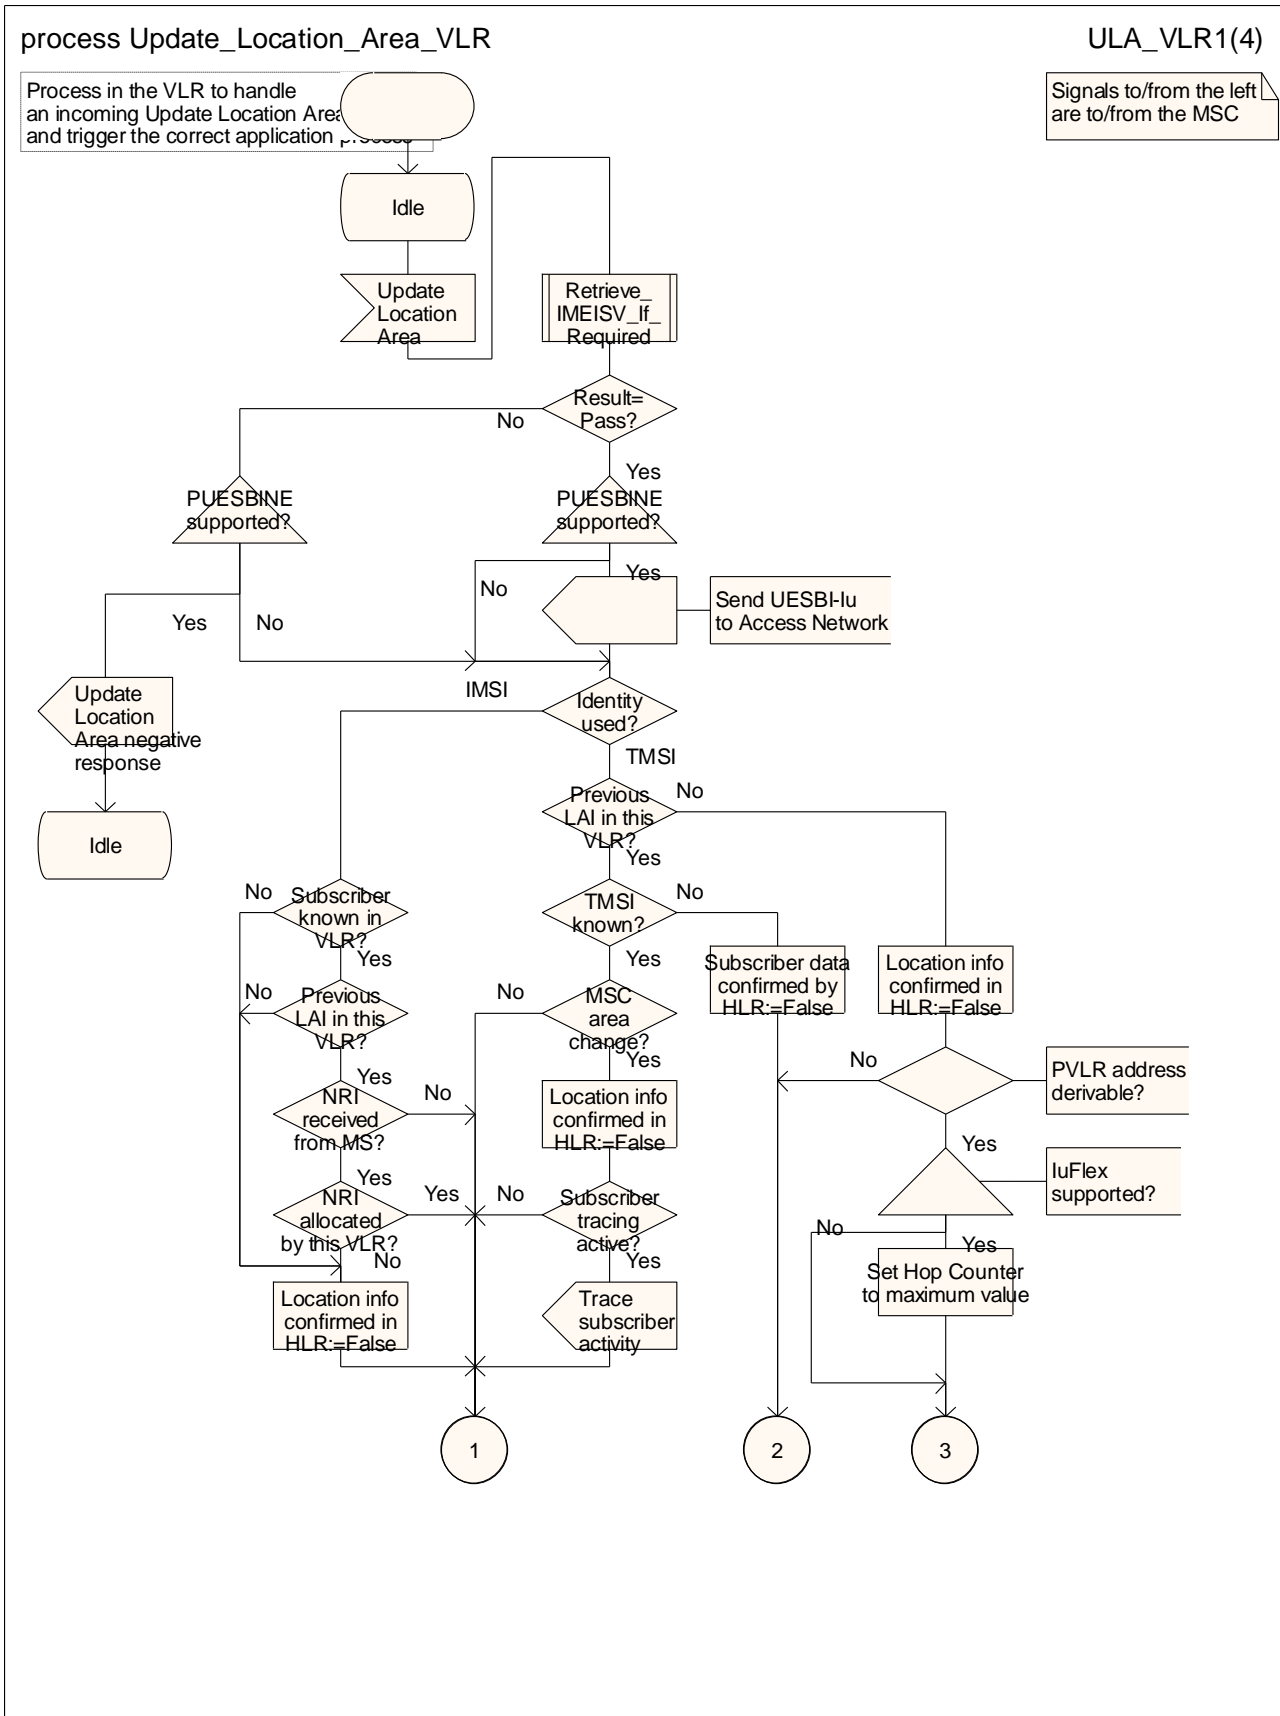 process Update_Location_Area_VLR
ULA_VLR1(4)
Process in the VLR to handle
an incoming Update Location Area
and trigger the correct application process
Signals to/from the left
are to/from the MSC
Idle
Update
Location
Area
Retrieve_
IMEISV_If_
Required
Result=
Pass?
No
Yes
PUESBINE
supported?
PUESBINE
supported?
No
Yes
Send UESBI-Iu
to Access Network
Yes
No
Update
Location
Area negative
response
Idle
IMSI
Identity
used?
TMSI
Previous
LAI in this
VLR?
No
Yes
No
Subscriber
known in
VLR?
Yes
TMSI
known?
No
Yes
Subscriber data
confirmed by
HLR:=False
Location info
confirmed in
HLR:=False
No
Previous
LAI in this
VLR?
Yes
No
MSC
area
change?
Yes
No
PVLR address
derivable?
Yes
NRI
received
from MS?
No
Yes
Location info
confirmed in
HLR:=False
IuFlex
supported?
No
Yes
NRI
allocated
by this VLR?
Yes
No
No
Subscriber
tracing
active?
Yes
Set Hop Counter
to maximum value
Location info
confirmed in
HLR:=False
Trace
subscriber
activity
1
2
3